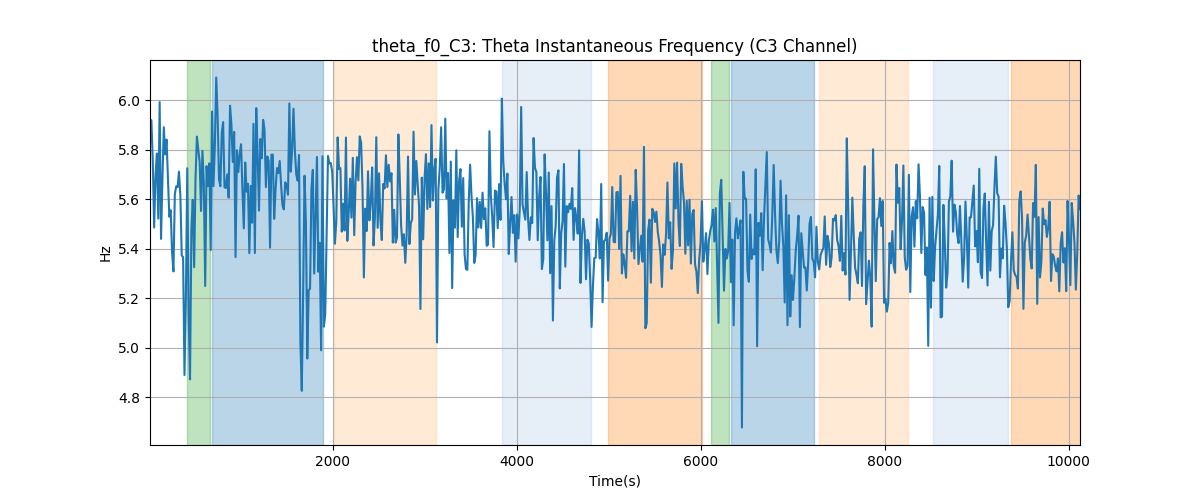 theta_f0_C3: Theta Instantaneous Frequency (C3 Channel)
6.0
5.8
5.6
5.4
5.2
5.0
4.8
Hz
2000 4000 6000 8000 10000
Time(s)